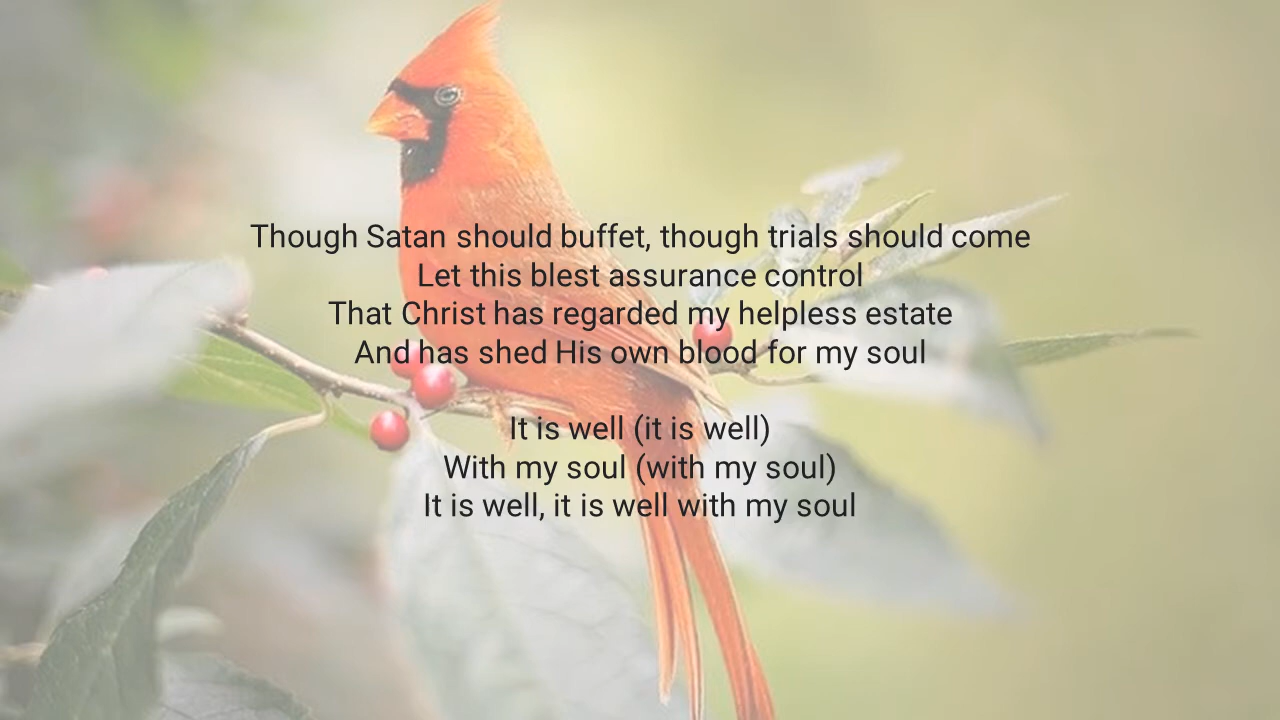 Though Satan should buffet, though trials should come
Let this blest assurance control
That Christ has regarded my helpless estate
And has shed His own blood for my soul
It is well (it is well)
With my soul (with my soul)
It is well, it is well with my soul